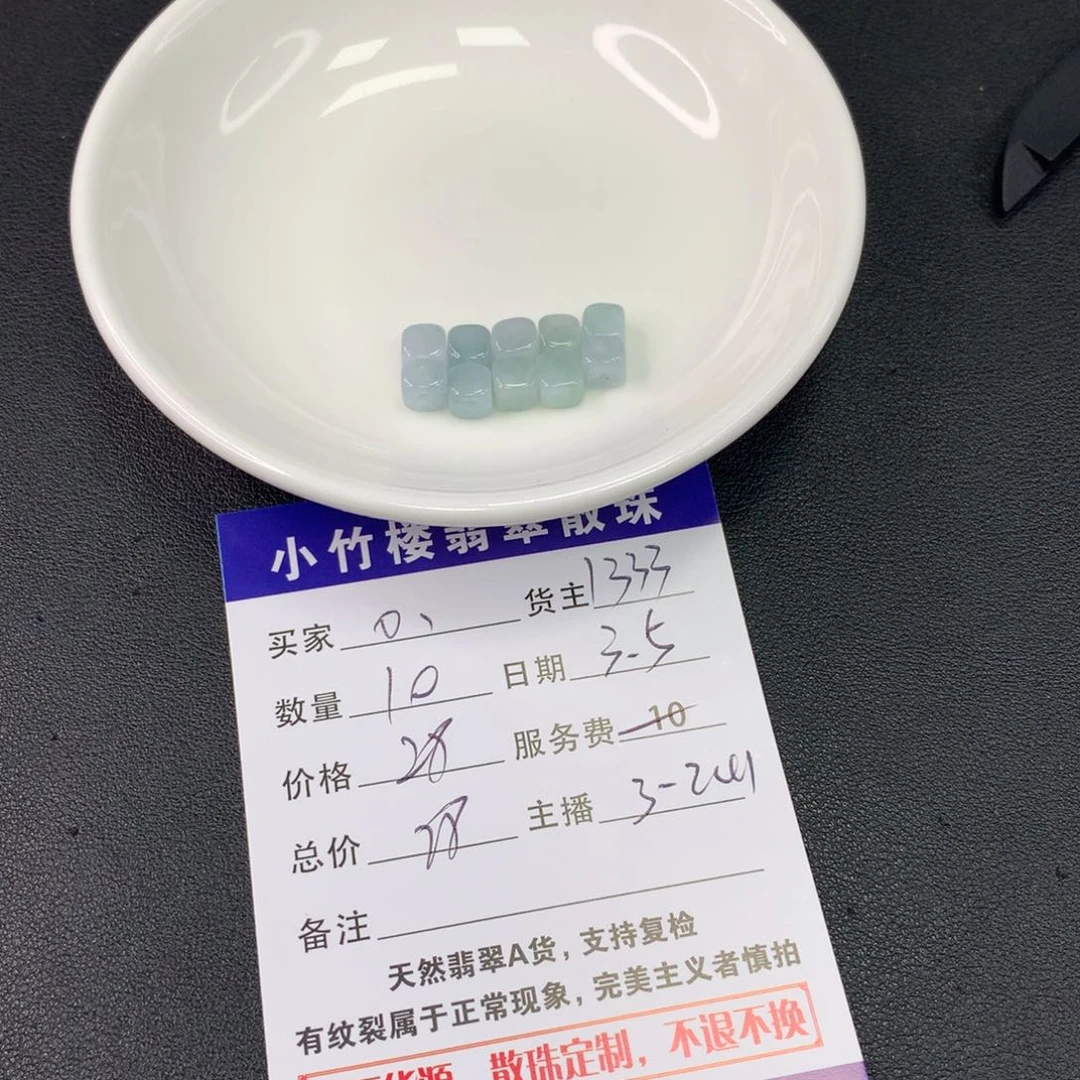 小竹楼翡翠散珠
买家 0、 货主 1333
数量 10 日期 3-5
价格 28 服务费 10
总价 28 主播
备注
天然翡翠A货，支持复检
有纹裂属于正常现象，完美主义者慎拍
货源 散珠定制，不退不换